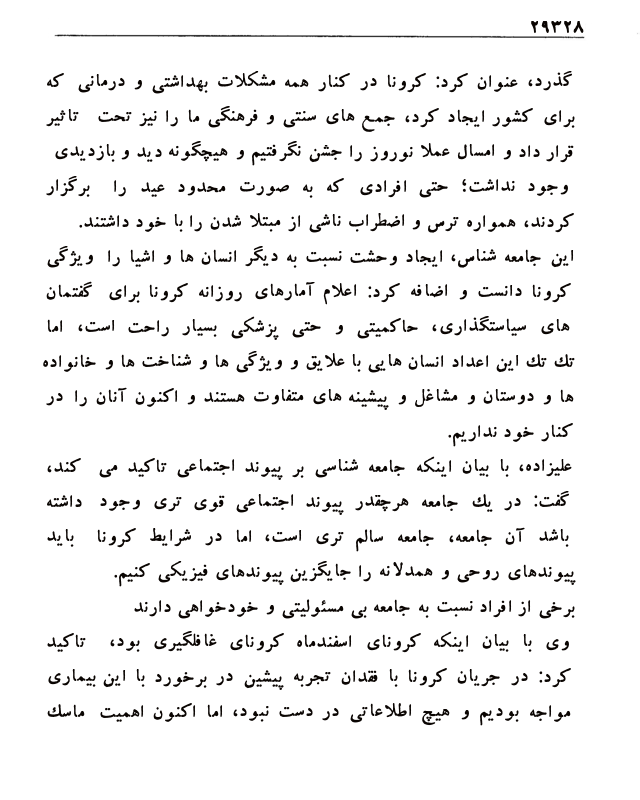 ۲۹۳۲۸
گذرد، عنوان کرد: کرونا در کنار همه مشکلات بهداشتی و درمانی که
برای کشور ایجاد کرد، جمع های سنتی و فرهنگی ما را نیز تحت تاثیر
قرار داد و امسال عملا نوروز را جشن نگرفتیم و هیچگونه دید و بازدیدی
وجود نداشت؛ حتی افرادی که به صورت محدود عید را برگزار
کردند، همواره ترس و اضطراب ناشی از مبتلا شدن را با خود داشتند.
این جامعه شناس، ایجاد وحشت نسبت به دیگر انسان ها و اشیا را ویژگی
کرونا دانست و اضافه کرد: اعلام آمارهای روزانه کرونا برای گفتمان
های سیاستگذاری، حاکمیتی و حتی پزشکی بسیار راحت است، اما
تك تك این اعداد انسان هایی با علایق و ویژگی ها و شناخت ها و خانواده
ها و دوستان و مشاغل و پیشینه های متفاوت هستند و اکنون آنان را در
کنار خود نداریم.
علیزاده، با بیان اینکه جامعه شناسی بر پیوند اجتماعی تاکید می کند،
گفت: در یك جامعه هرچقدر پیوند اجتماعی قوی تری وجود داشته
باشد آن جامعه، جامعه سالم تری است، اما در شرایط کرونا باید
پیوندهای روحی و همدلانه را جایگزین پیوندهای فیزیکی کنیم.
برخی از افراد نسبت به جامعه بی مسئولیتی و خودخواهی دارند
وی با بیان اینکه کرونای اسفندماه کرونای غافلگیری بود، تاکید
کرد: در جریان کرونا با فقدان تجربه پیشین در برخورد با این بیماری
مواجه بودیم و هیچ اطلاعاتی در دست نبود، اما اکنون اهمیت ماسك